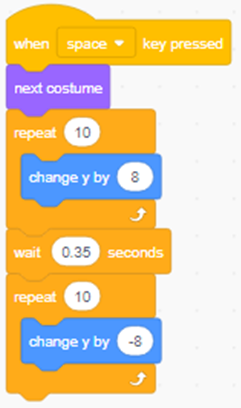 when space key pressed
next costume
repeat 10
change y by 8
wait 0.35 seconds
repeat 10
change y by -8